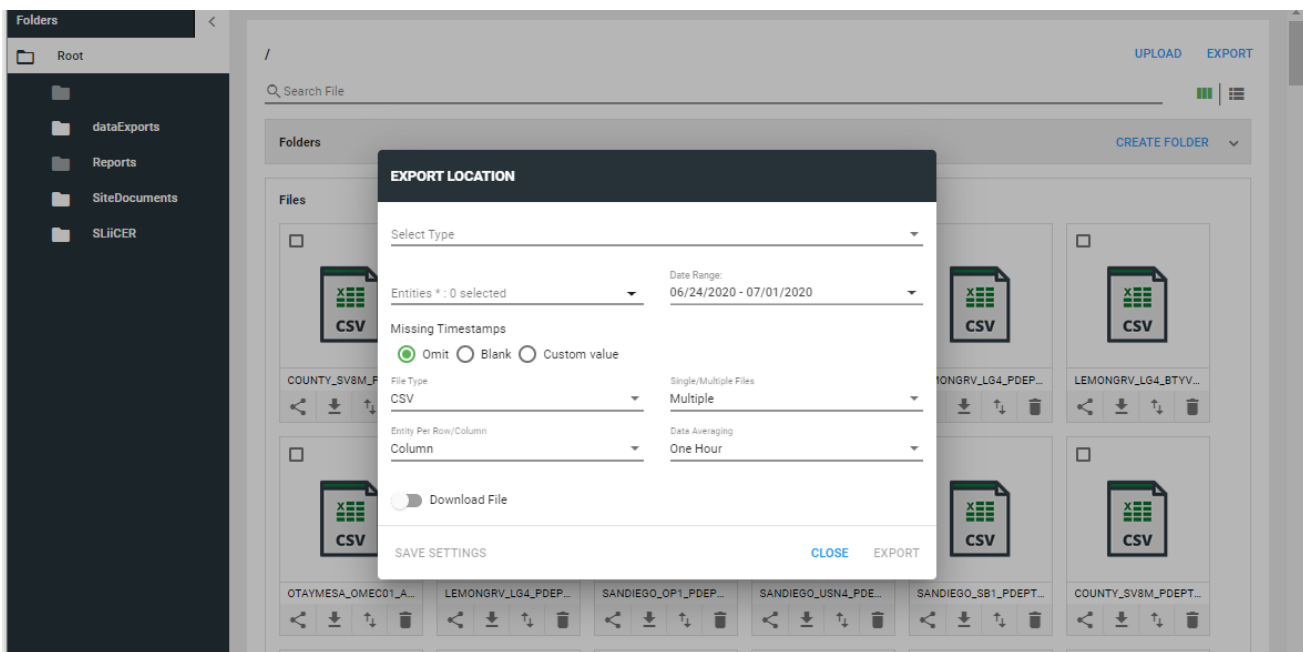 Folders
Root
dataExports
Reports
SiteDocuments
SLiiCER
/
UPLOAD EXPORT
Search File
Folders
CREATE FOLDER
Files
EXPORT LOCATION
Select Type
Entities * : 0 selected
Date Range:
06/24/2020 - 07/01/2020
Missing Timestamps
Omit Blank Custom value
File Type
CSV
Single/Multiple Files
Multiple
Entity Per Row/Column
Column
Data Averaging
One Hour
Download File
SAVE SETTINGS
CLOSE EXPORT
CSV
CSV
CSV
COUNTY_SV8M_P
IONGRV_LG4_PDEP...
LEMONGRV_LG4_BTYV...
CSV
CSV
CSV
OTAYMESA_OMEC01_A...
LEMONGRV_LG4_PDEP...
SANDIEGO_OP1_PDEP...
SANDIEGO_USN4_PDE...
SANDIEGO_SB1_PDEPT...
COUNTY_SV8M_PDEPT...